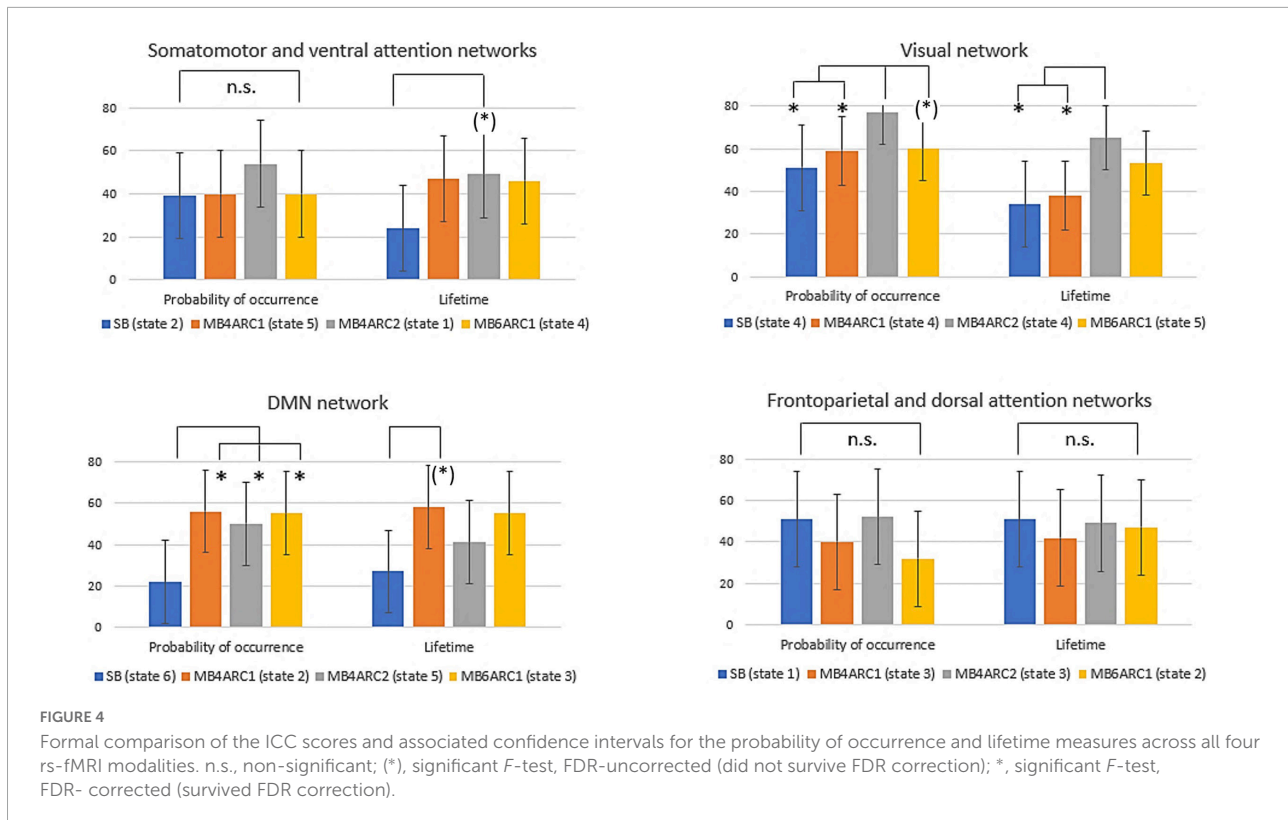 Somatomotor and ventral attention networks
n.s.
(*)
80
60
40
20
0
Probability of occurrence Lifetime
SB (state 2) MB4ARC1 (state 5) MB4ARC2 (state 1) MB6ARC1 (state 4)
Visual network
* * (*) * *
80
60
40
20
0
Probability of occurrence Lifetime
SB (state 4) MB4ARC1 (state 4) MB4ARC2 (state 4) MB6ARC1 (state 5)
DMN network
* * * (*)
80
60
40
20
0
Probability of occurrence Lifetime
SB (state 6) MB4ARC1 (state 2) MB4ARC2 (state 5) MB6ARC1 (state 3)
Frontoparietal and dorsal attention networks
n.s. n.s.
80
60
40
20
0
Probability of occurrence Lifetime
SB (state 1) MB4ARC1 (state 3) MB4ARC2 (state 3) MB6ARC1 (state 2)
FIGURE 4
Formal comparison of the ICC scores and associated confidence intervals for the probability of occurrence and lifetime measures across all four
rs-fMRI modalities. n.s., non-significant; (*), significant F-test, FDR-uncorrected (did not survive FDR correction); *, significant F-test,
FDR- corrected (survived FDR correction).